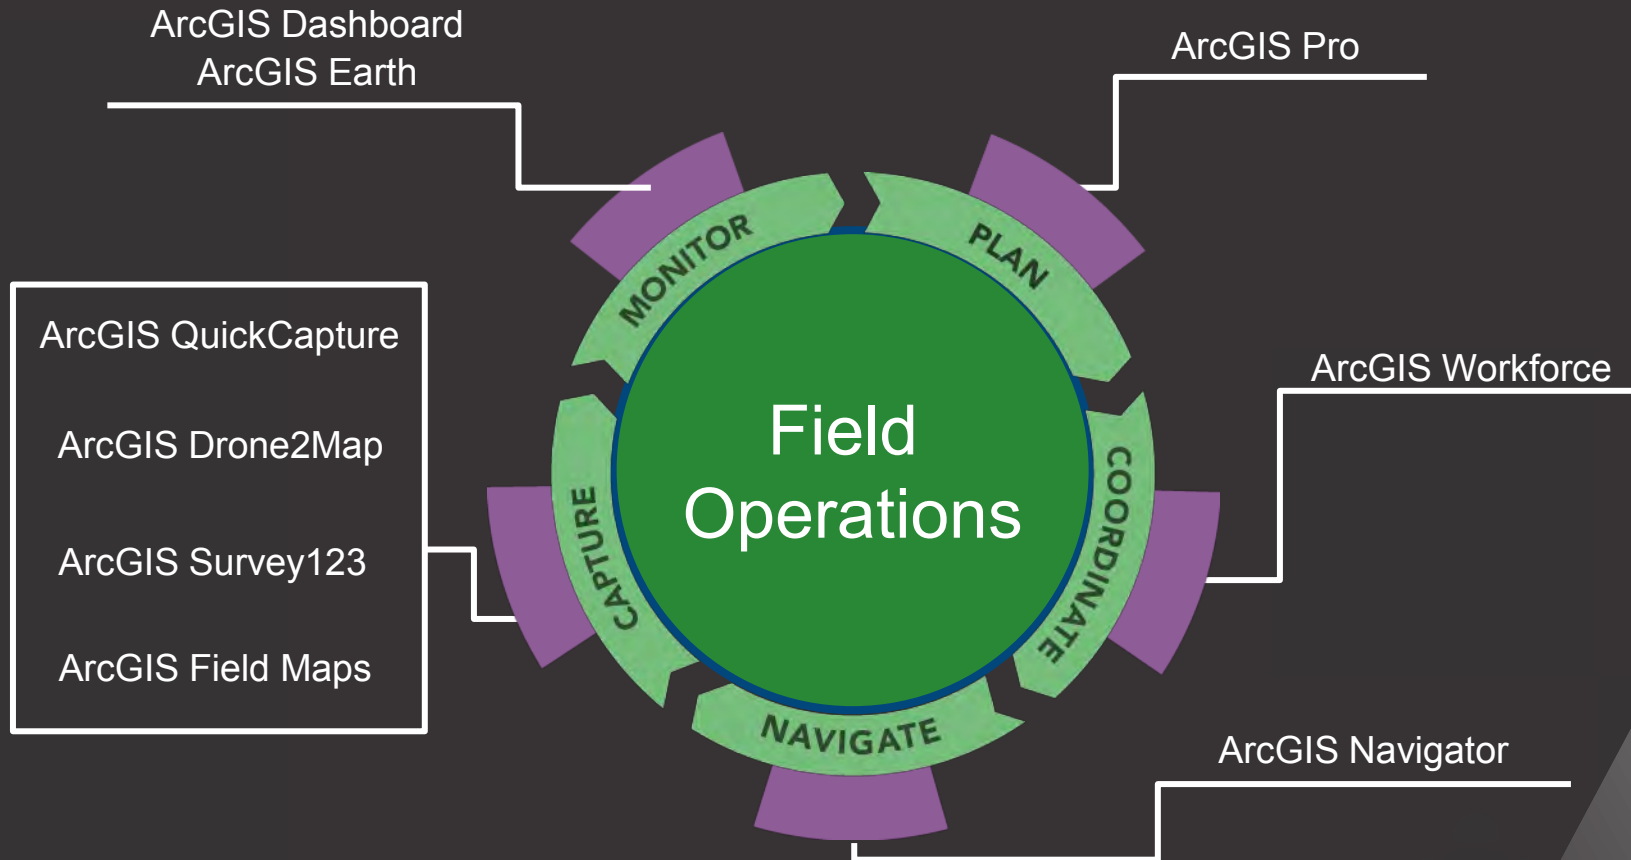 ArcGIS Dashboard
ArcGIS Earth
ArcGIS Pro
MONITOR
PLAN
ArcGIS QuickCapture
ArcGIS Drone2Map
ArcGIS Survey123
ArcGIS Field Maps
ArcGIS Workforce
Field
Operations
CAPTURE
COORDINATE
NAVIGATE
ArcGIS Navigator